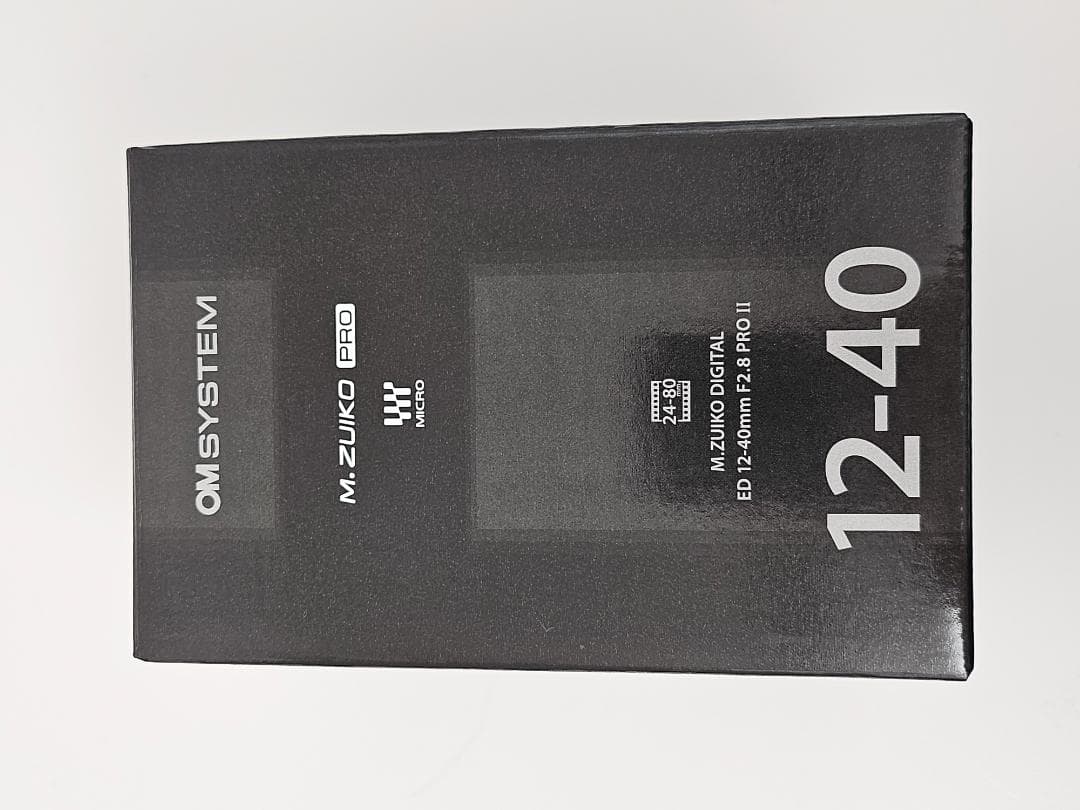 OM SYSTEM
M.ZUIKO PRO
MICRO
24-80
mm
M.ZUIKO DIGITAL
ED 12-40mm F2.8 PRO II
12-40